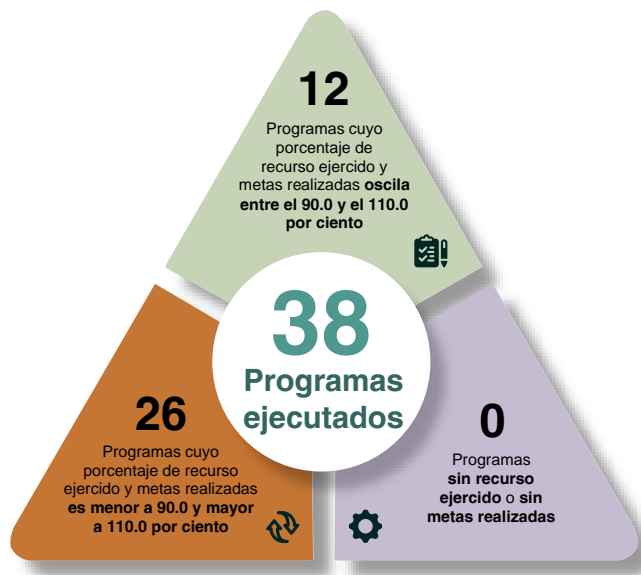 12
Programas cuyo
porcentaje de
recurso ejercido y
metas realizadas oscila
entre el 90.0 y el 110.0
por ciento
38
Programas
ejecutados
26
Programas cuyo
porcentaje de recurso
ejercido y metas realizadas
es menor a 90.0 y mayor
a 110.0 por ciento
0
Programas
sin recurso
ejercido o sin
metas realizadas